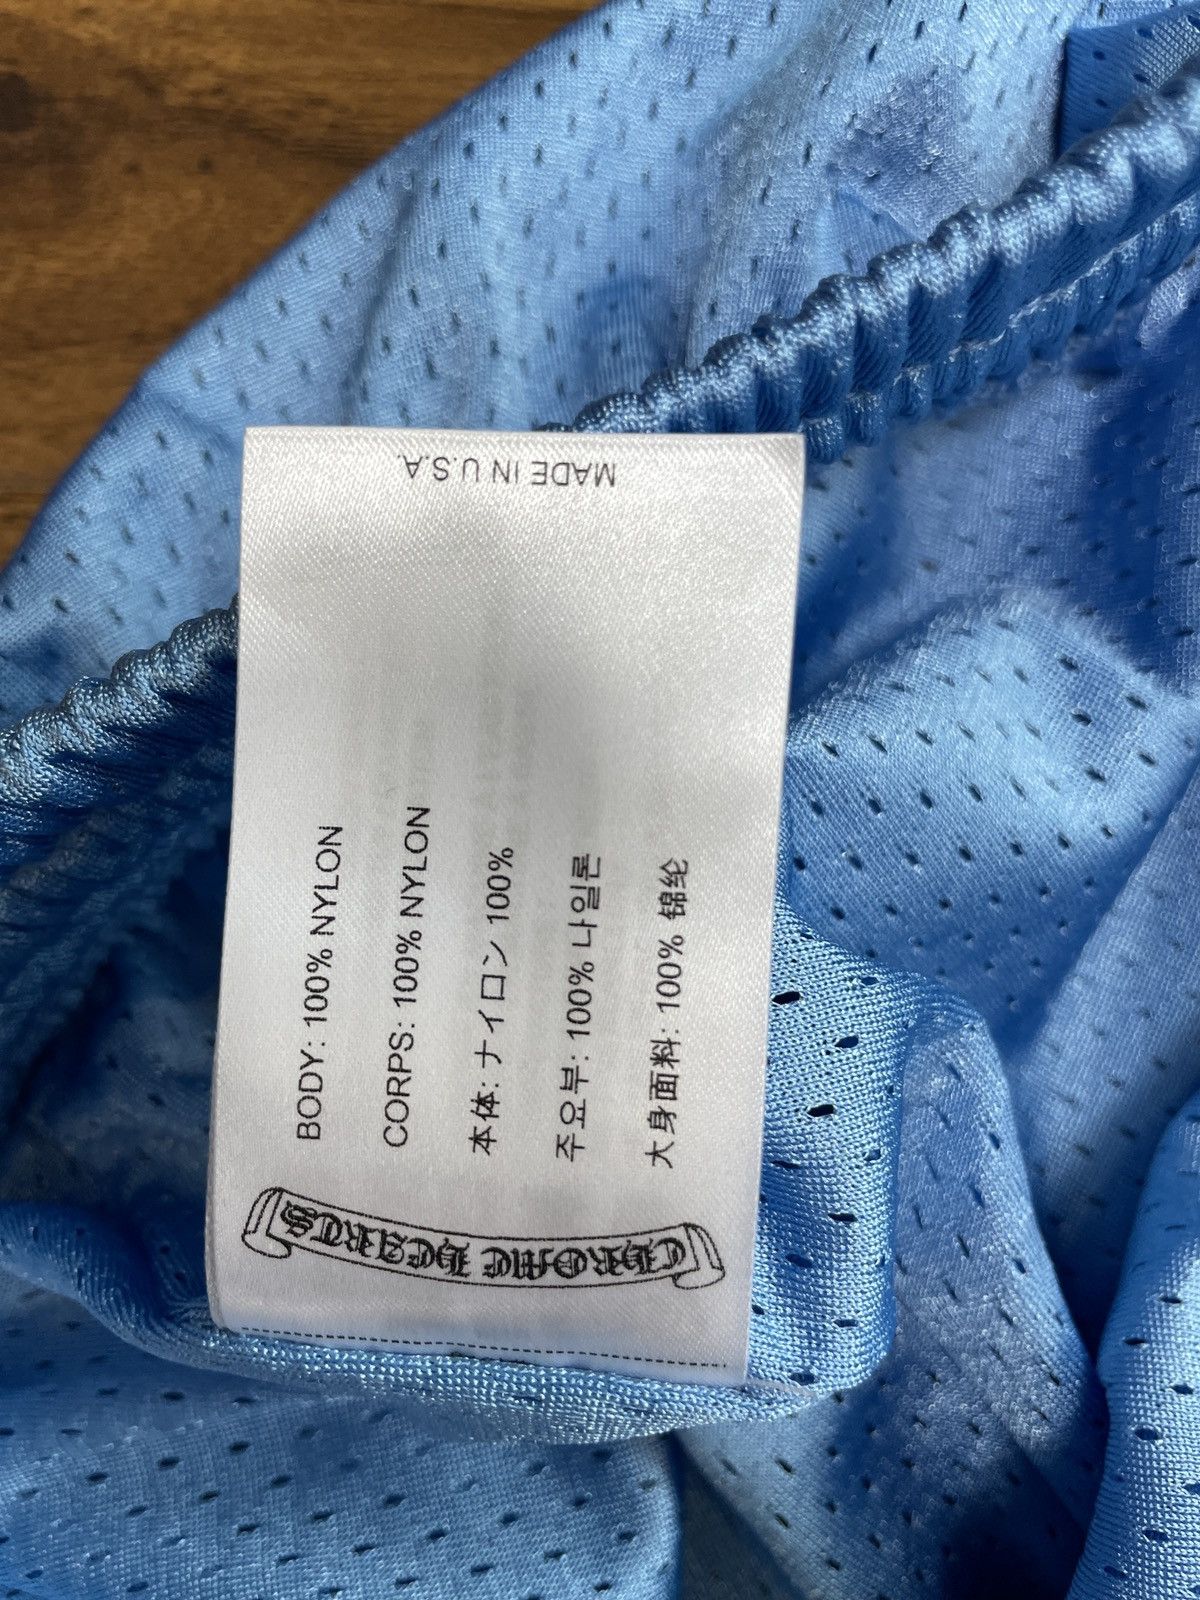 CHROME HEARTS
BODY: 100% NYLON
CORPS: 100% NYLON
本体: ナイロン 100%
주요부: 100% 나일론
大身面料: 100% 锦纶
MADE IN U.S.A.